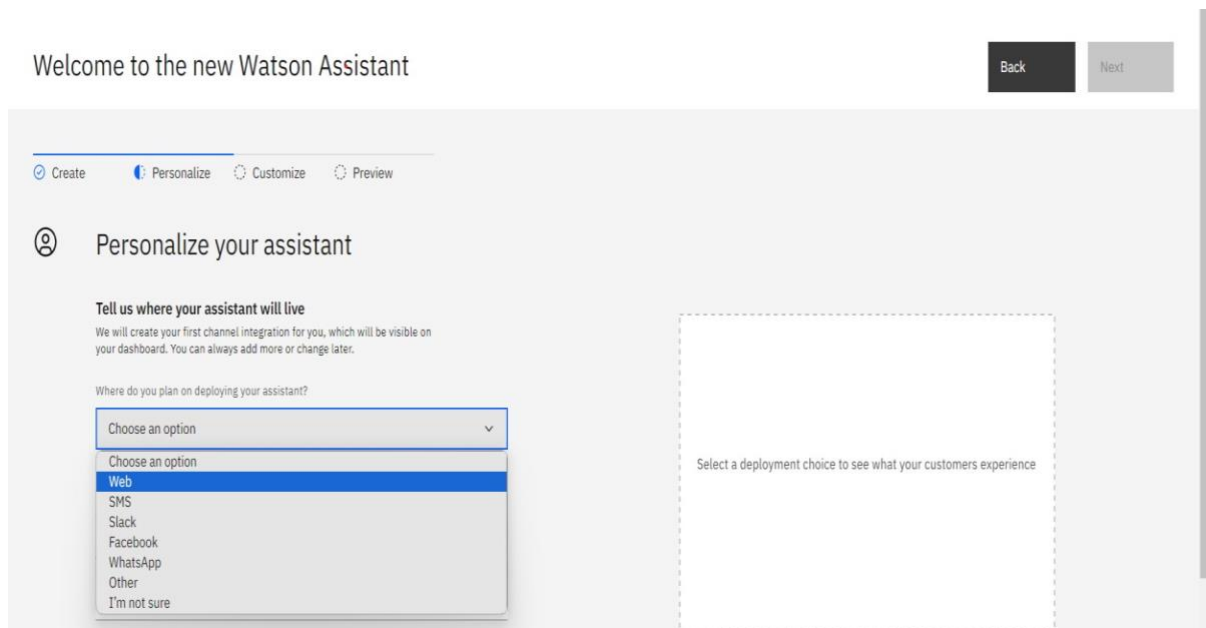 Welcome to the new Watson Assistant
Back
Next
Create
Personalize
Customize
Preview
Personalize your assistant
Tell us where your assistant will live
We will create your first channel integration for you, which will be visible on
your dashboard. You can always add more or change later.
Where do you plan on deploying your assistant?
Choose an option
Choose an option
Web
SMS
Slack
Facebook
WhatsApp
Other
I'm not sure
Select a deployment choice to see what your customers experience